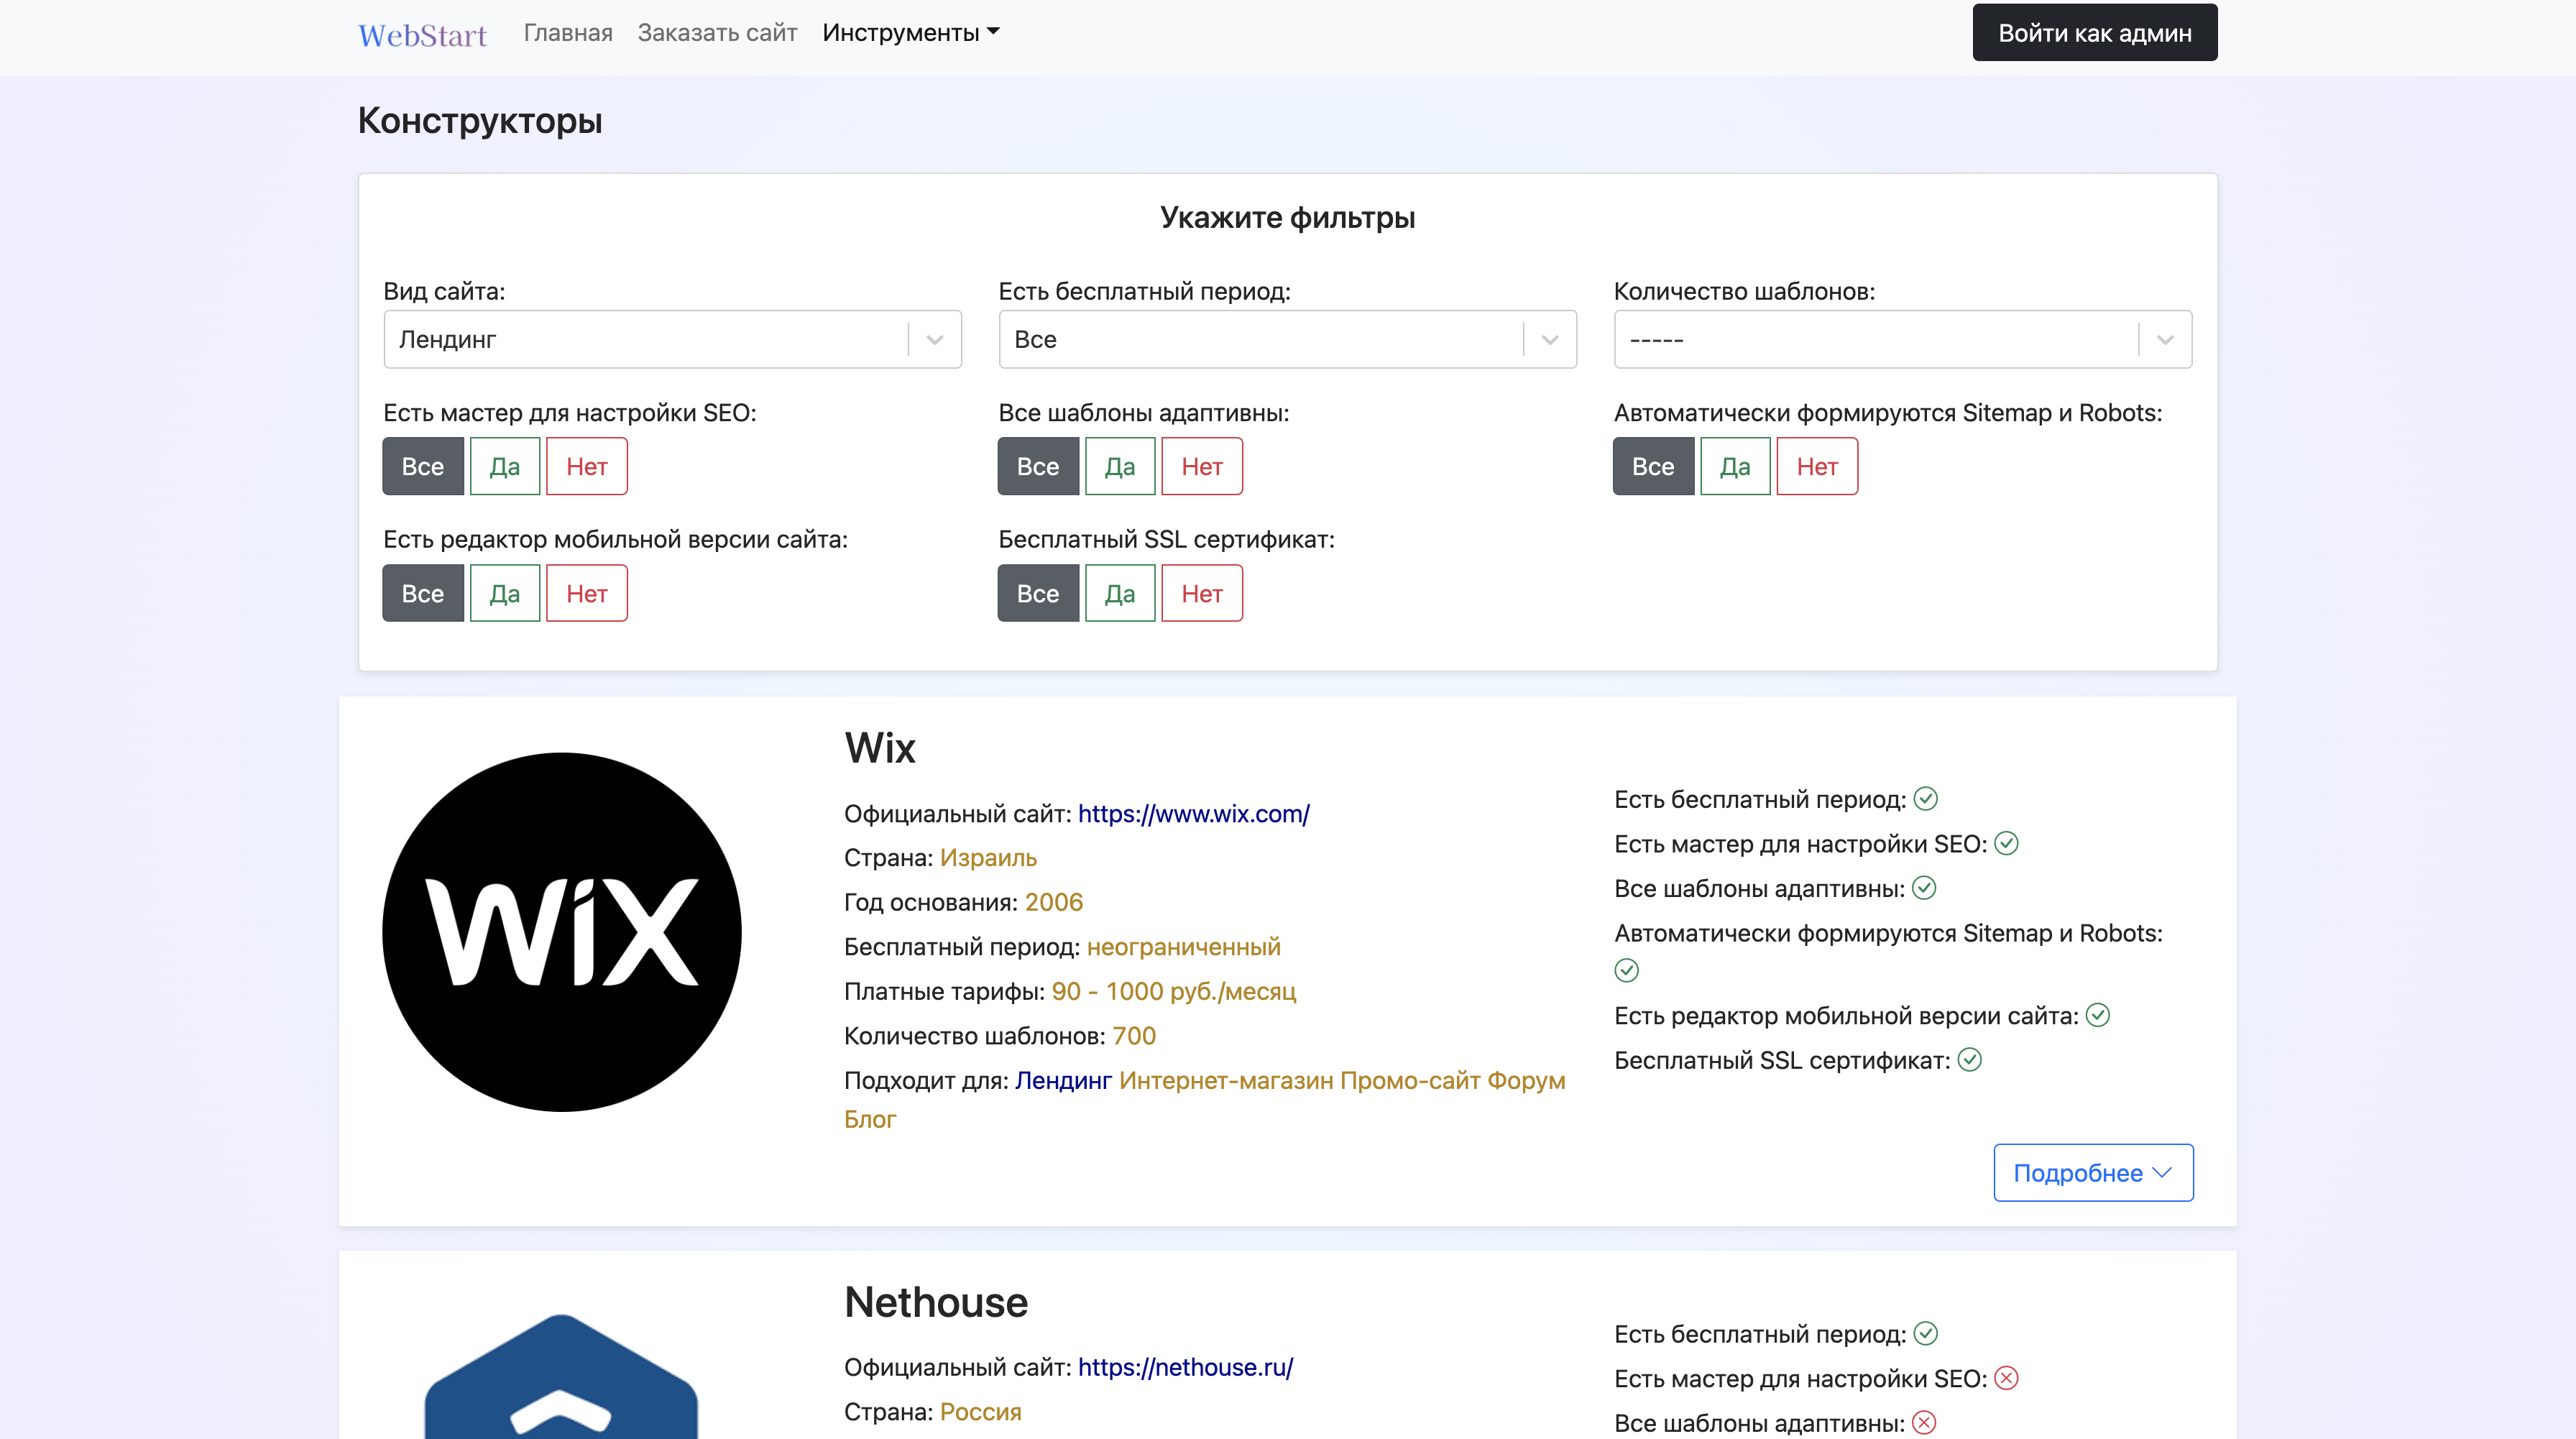 WebStart Главная Заказать сайт Инструменты Войти как админ
Конструкторы
Укажите фильтры
Вид сайта: Есть бесплатный период: Количество шаблонов:
Лендинг Все -----
Есть мастер для настройки SEO: Все шаблоны адаптивны: Автоматически формируются Sitemap и Robots:
Все Да Нет Все Да Нет Все Да Нет
Есть редактор мобильной версии сайта: Бесплатный SSL сертификат:
Все Да Нет Все Да Нет
WiX
Wix
Официальный сайт: https://www.wix.com/
Страна: Израиль
Год основания: 2006
Бесплатный период: неограниченный
Платные тарифы: 90 - 1000 руб./месяц
Количество шаблонов: 700
Подходит для: Лендинг Интернет-магазин Промо-сайт Форум
Блог
Есть бесплатный период:
Есть мастер для настройки SEO:
Все шаблоны адаптивны:
Автоматически формируются Sitemap и Robots:
Есть редактор мобильной версии сайта:
Бесплатный SSL сертификат:
Подробнее
Nethouse
Официальный сайт: https://nethouse.ru/
Страна: Россия
Есть бесплатный период:
Есть мастер для настройки SEO:
Все шаблоны адаптивны: